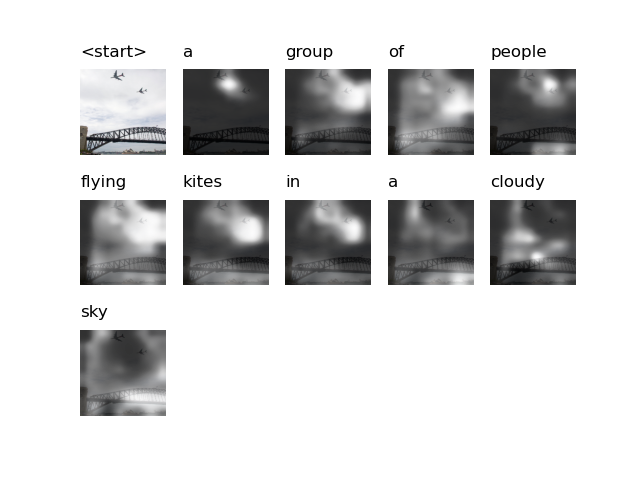 <start> a group of people
flying kites in a cloudy
sky